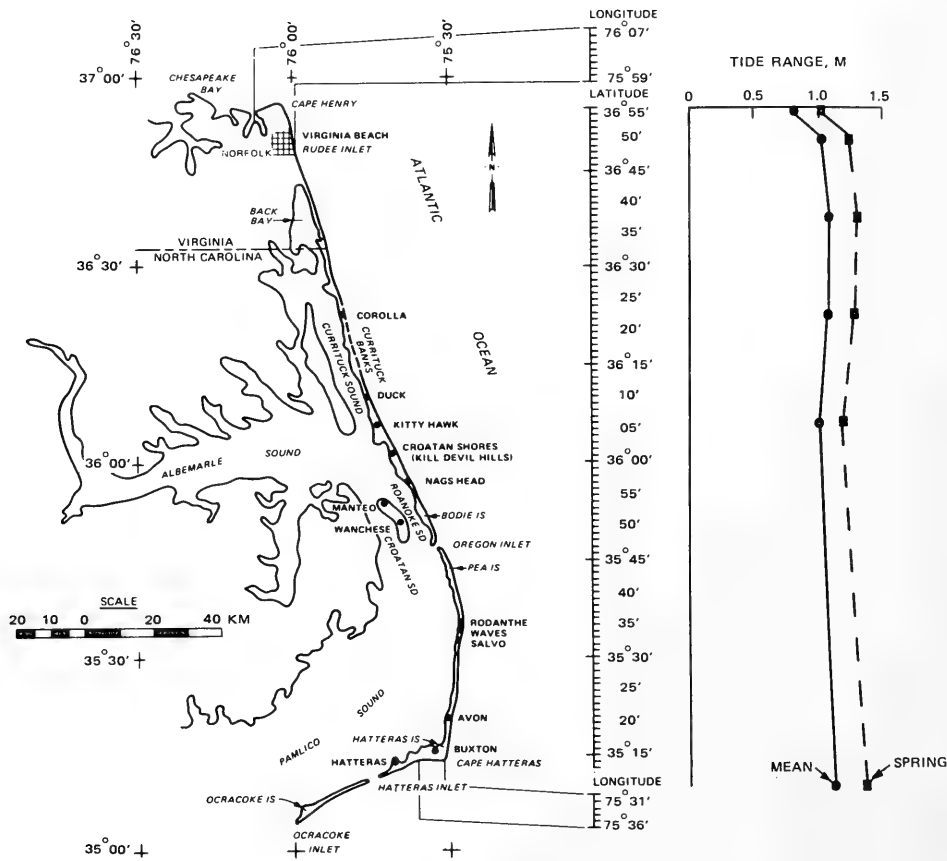 LONGITUDE
76°07'
75°59'
LATITUDE
36°55'
50'
36°45'
40'
35'
36°30'
25'
20'
36°15'
10'
05'
36°00'
55'
50'
35°45'
40'
35'
35°30'
25'
20'
35°15'
LONGITUDE
75°31'
75°36'
76°30'
76°00'
75°30'
37°00'
36°30'
36°00'
35°30'
35°00'
CHESAPEAKE
BAY
CAPE HENRY
VIRGINIA BEACH
NORFOLK
RUDEE INLET
ATLANTIC
OCEAN
N
BACK
BAY
VIRGINIA
NORTH CAROLINA
COROLLA
CURRITUCK
BANKS
CURRITUCK SOUND
DUCK
KITTY HAWK
CROATAN SHORES
(KILL DEVIL HILLS)
ALBEMARLE SOUND
NAGS HEAD
ROANOKE SD
MANTEO
BODIE IS
WANCHESE
CROATAN SD
OREGON INLET
PEA IS
SCALE
20 10 0 20 40 KM
RODANTHE
WAVES
SALVO
PAMLICO SOUND
AVON
HATTERAS IS
BUXTON
HATTERAS
CAPE HATTERAS
HATTERAS INLET
OCRACOKE IS
OCRACOKE
INLET
TIDE RANGE, M
0 0.5 1.0 1.5
MEAN
SPRING